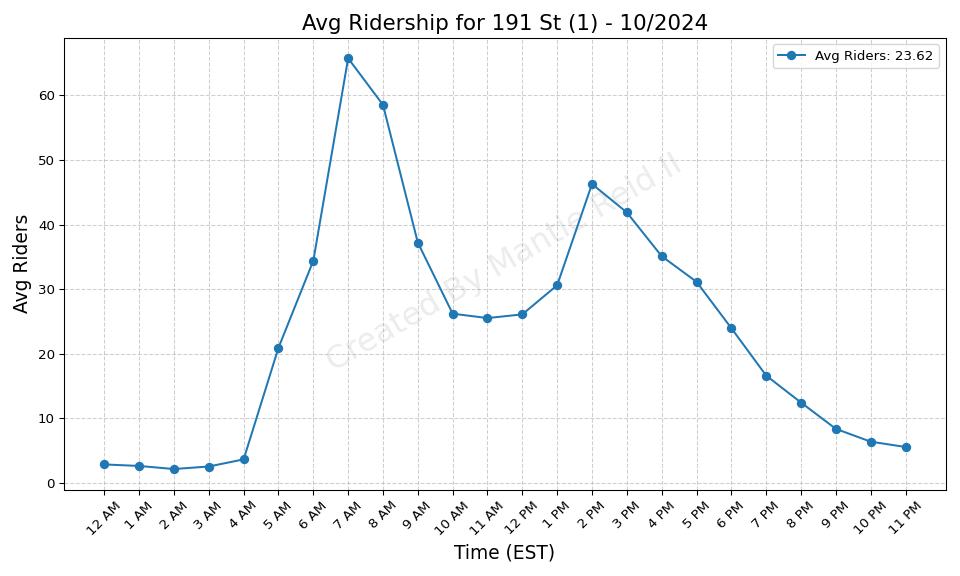 Avg Ridership for 191 St (1) - 10/2024
Avg Riders: 23.62
60
50
40
30
20
10
0
Avg Riders
Created By Mantle Reid II
12 AM
1 AM
2 AM
3 AM
4 AM
5 AM
6 AM
7 AM
8 AM
9 AM
10 AM
11 AM
12 PM
1 PM
2 PM
3 PM
4 PM
5 PM
6 PM
7 PM
8 PM
9 PM
10 PM
11 PM
Time (EST)